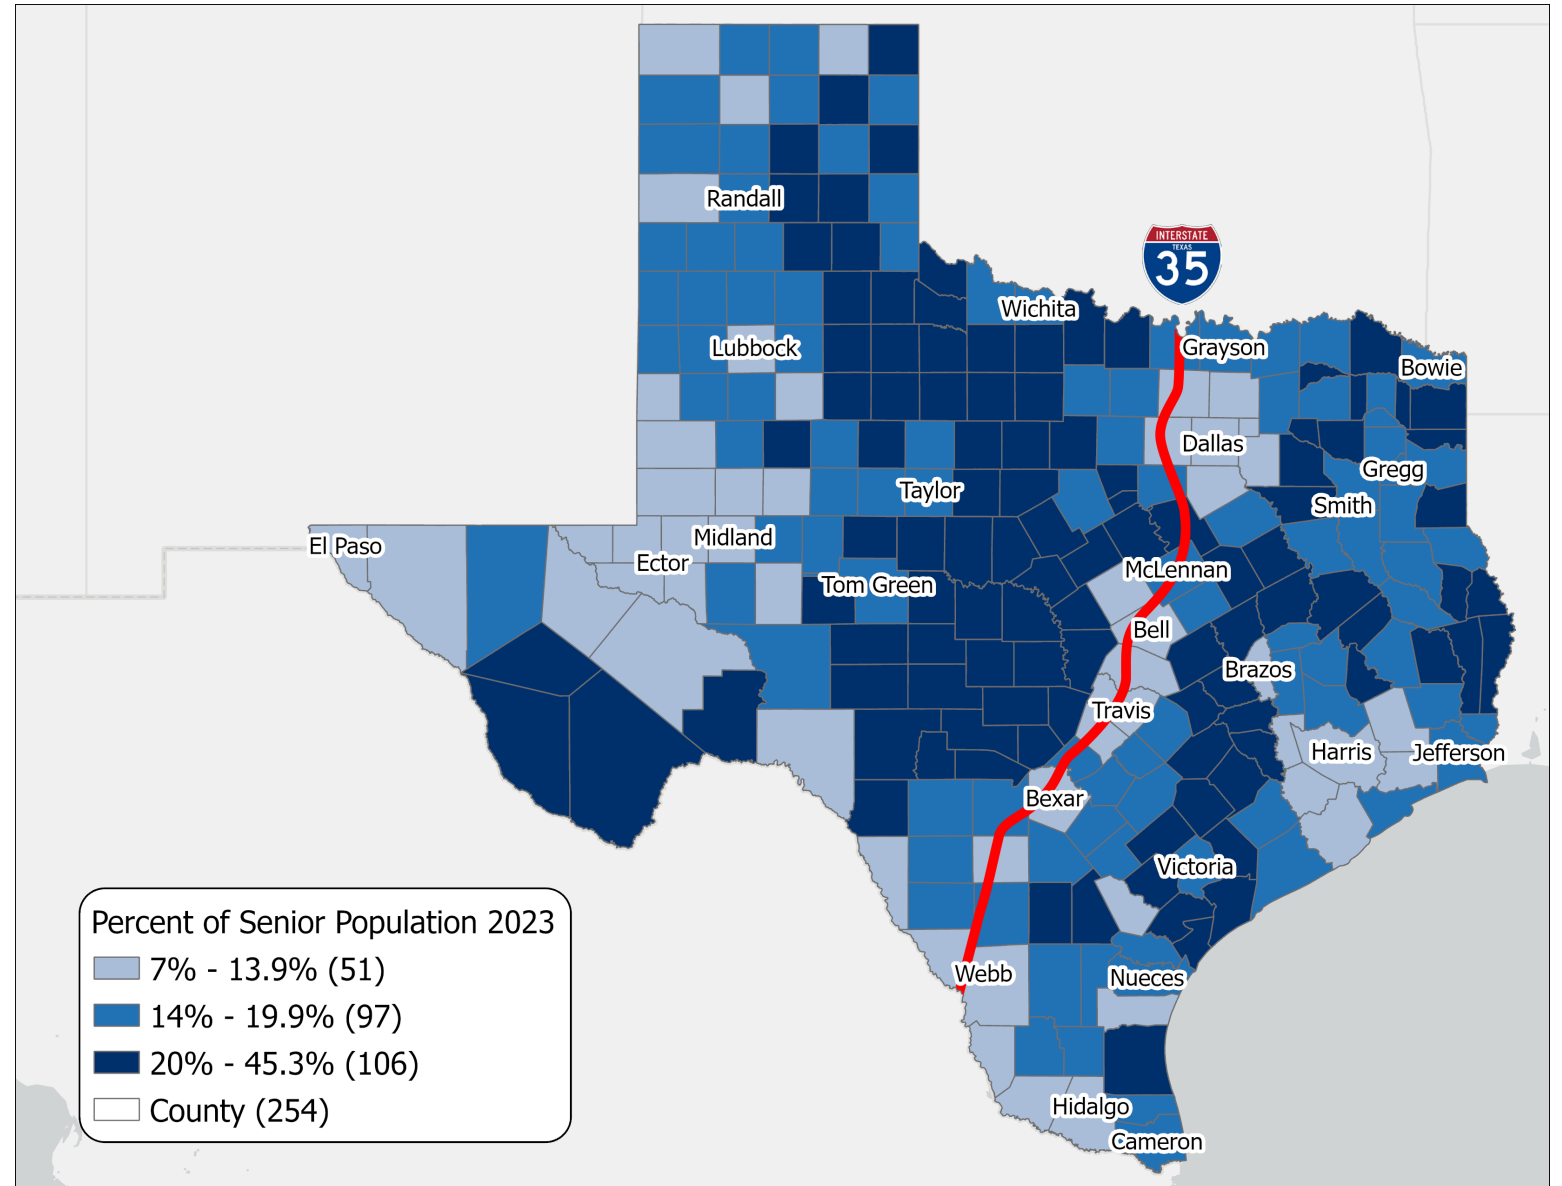 Randall
INTERSTATE
TEXAS
35
Wichita
Lubbock
Grayson
Bowie
Dallas
Gregg
Taylor
Smith
El Paso
Midland
Ector
McLennan
Tom Green
Bell
Brazos
Travis
Harris
Jefferson
Bexar
Victoria
Webb
Nueces
Hidalgo
Cameron
Percent of Senior Population 2023
7% - 13.9% (51)
14% - 19.9% (97)
20% - 45.3% (106)
County (254)